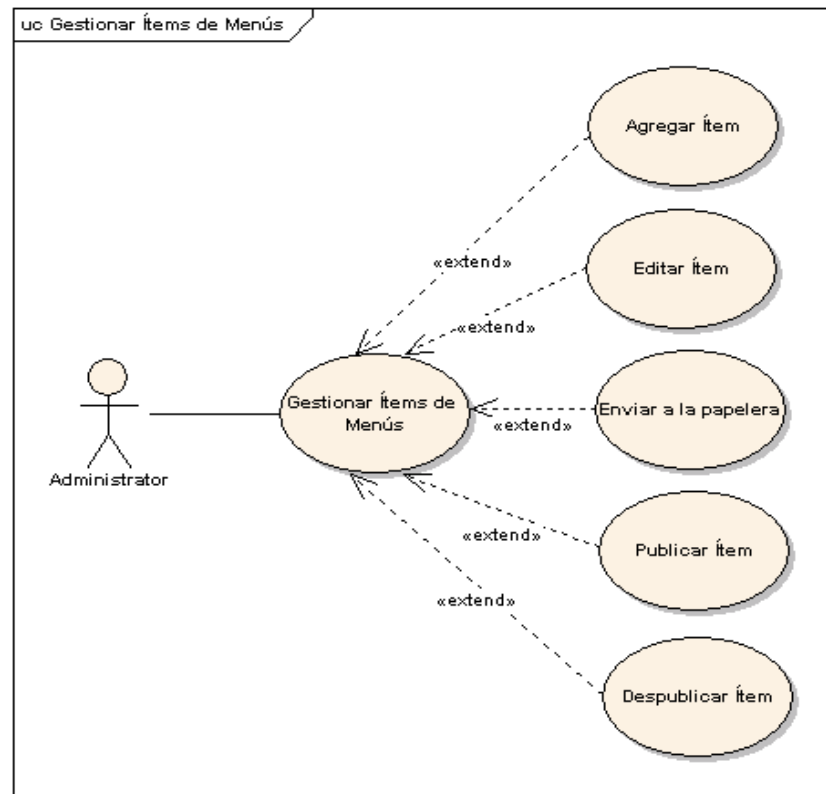 uc Gestionar Ítems de Menús
Agregar Ítem
«extend»
Editar Ítem
«extend»
Gestionar Ítems de
Menús
Enviar a la papelera
«extend»
Administrator
«extend»
Publicar Ítem
«extend»
Despublicar Ítem